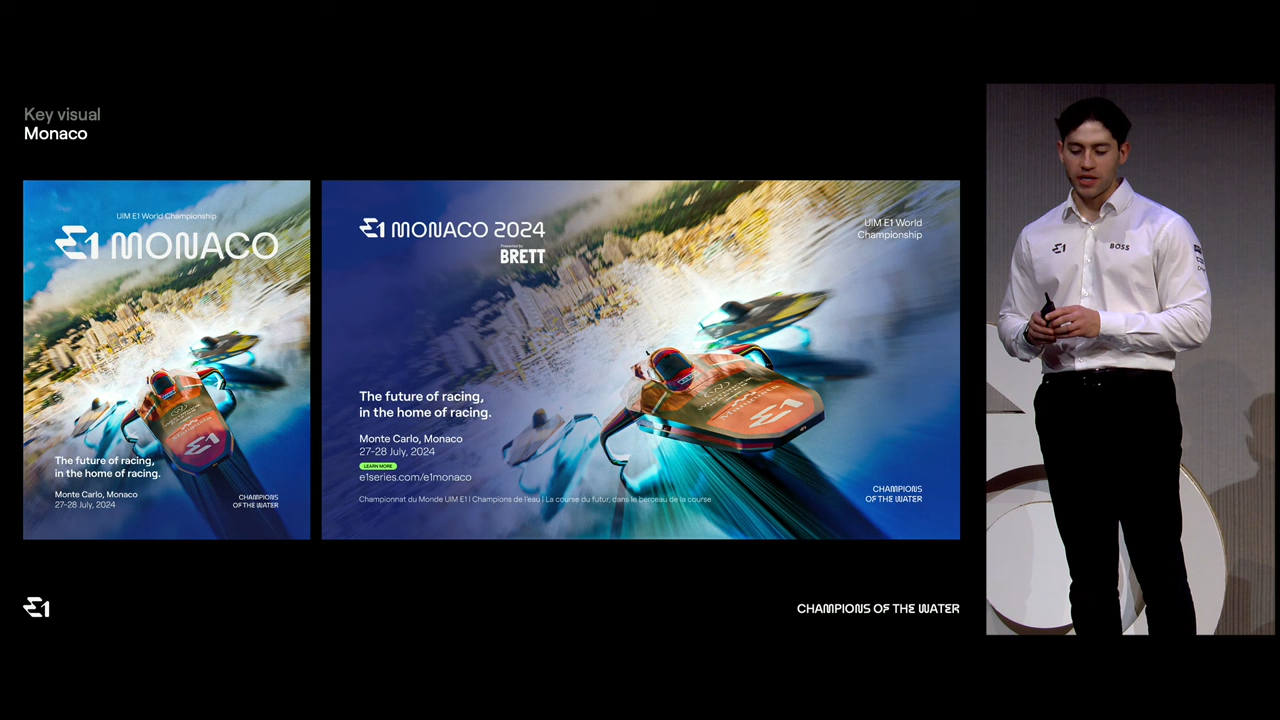 Key visual
Monaco
UIM E1 World Championship
E1 MONACO
The future of racing,
in the home of racing.
Monte Carlo, Monaco
27-28 July, 2024
CHAMPIONS
OF THE WATER
E1 MONACO 2024
Presented by
BRETT
UIM E1 World
Championship
The future of racing,
in the home of racing.
Monte Carlo, Monaco
27-28 July, 2024
LEARN MORE
e1series.com/e1monaco
Championnat du Monde UIM E1 | Champions de l'eau | La course du futur, dans le berceau de la course
CHAMPIONS
OF THE WATER
E1
E1
BOSS
E1
CHAMPIONS OF THE WATER